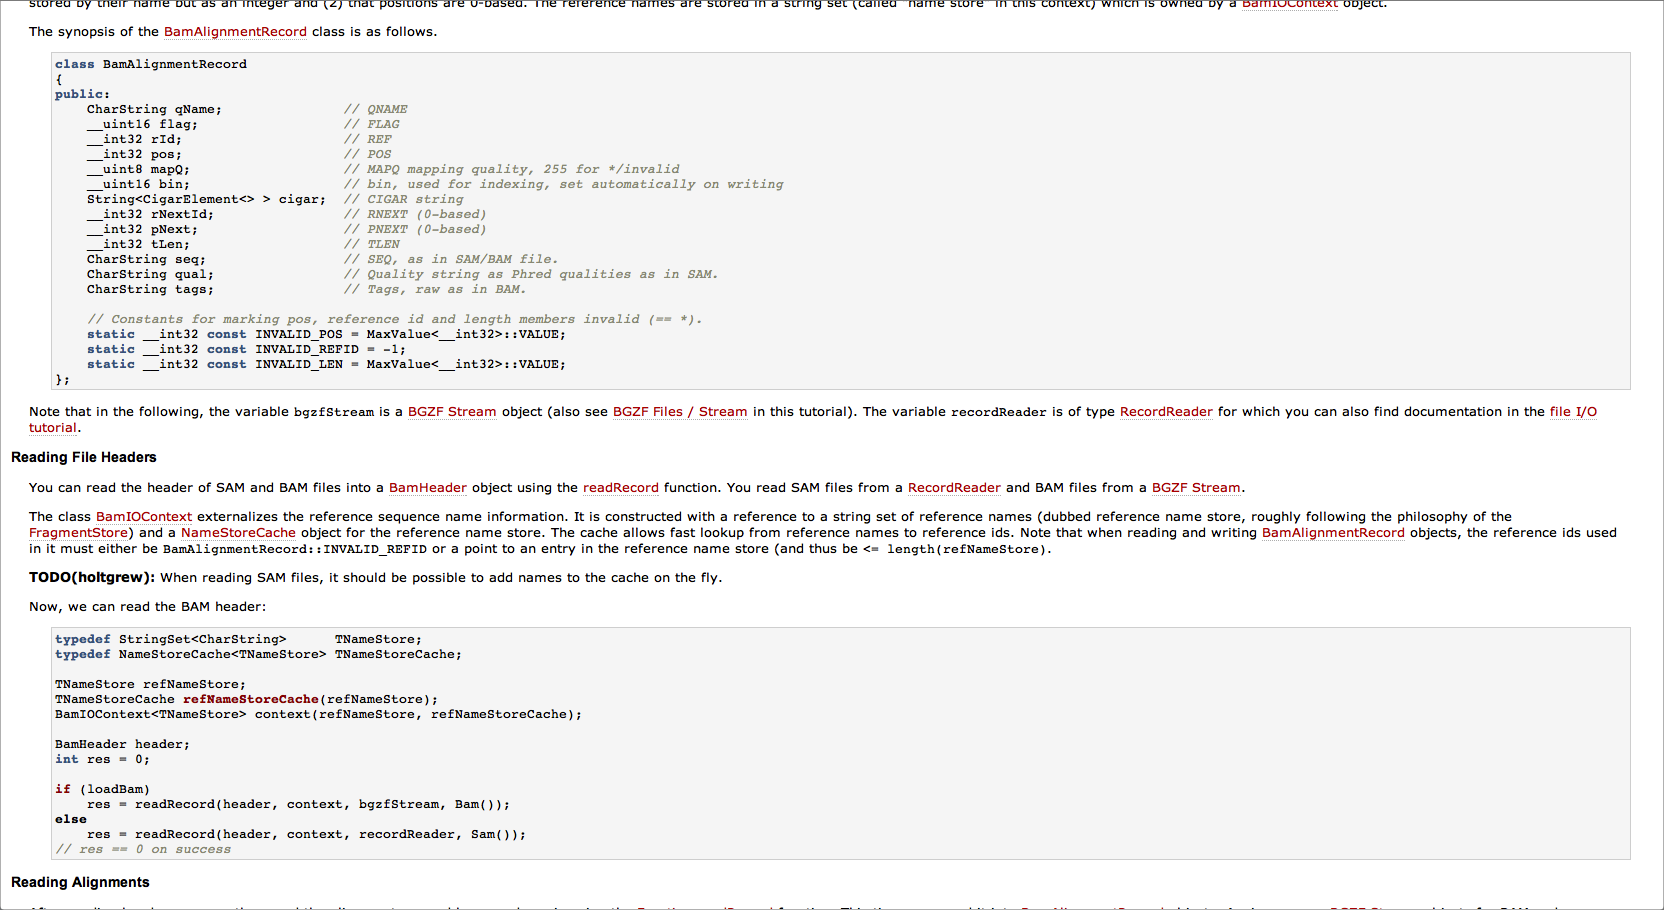 stored by their name but as an integer and (2) that positions are 0-based. The reference names are stored in a string set (called "name store" in this context) which is owned by a BamIOContext object.
The synopsis of the BamAlignmentRecord class is as follows.
class BamAlignmentRecord
{
public:
    CharString qName;               // QNAME
    __uint16 flag;                  // FLAG
    __int32 rId;                    // REF
    __int32 pos;                    // POS
    __uint8 mapQ;                   // MAPQ mapping quality, 255 for */invalid
    __uint16 bin;                   // bin, used for indexing, set automatically on writing
    String<CigarElement<> > cigar;  // CIGAR string
    __int32 rNextId;                // RNEXT (0-based)
    __int32 pNext;                  // PNEXT (0-based)
    __int32 tLen;                   // TLEN
    CharString seq;                 // SEQ, as in SAM/BAM file.
    CharString qual;                // Quality string as Phred qualities as in SAM.
    CharString tags;                // Tags, raw as in BAM.
    // Constants for marking pos, reference id and length members invalid (== *).
    static __int32 const INVALID_POS = MaxValue<__int32>::VALUE;
    static __int32 const INVALID_REFID = -1;
    static __int32 const INVALID_LEN = MaxValue<__int32>::VALUE;
};
Note that in the following, the variable bgzfStream is a BGZF Stream object (also see BGZF Files / Stream in this tutorial). The variable recordReader is of type RecordReader for which you can also find documentation in the file I/O
tutorial.
Reading File Headers
You can read the header of SAM and BAM files into a BamHeader object using the readRecord function. You read SAM files from a RecordReader and BAM files from a BGZF Stream.
The class BamIOContext externalizes the reference sequence name information. It is constructed with a reference to a string set of reference names (dubbed reference name store, roughly following the philosophy of the
FragmentStore) and a NameStoreCache object for the reference name store. The cache allows fast lookup from reference names to reference ids. Note that when reading and writing BamAlignmentRecord objects, the reference ids used
in it must either be BamAlignmentRecord::INVALID_REFID or a point to an entry in the reference name store (and thus be <= length(refNameStore).
TODO(holtgrew): When reading SAM files, it should be possible to add names to the cache on the fly.
Now, we can read the BAM header:
typedef StringSet<CharString>      TNameStore;
typedef NameStoreCache<TNameStore> TNameStoreCache;
TNameStore refNameStore;
TNameStoreCache refNameStoreCache(refNameStore);
BamIOContext<TNameStore> context(refNameStore, refNameStoreCache);
BamHeader header;
int res = 0;
if (loadBam)
    res = readRecord(header, context, bgzfStream, Bam());
else
    res = readRecord(header, context, recordReader, Sam());
// res == 0 on success
Reading Alignments